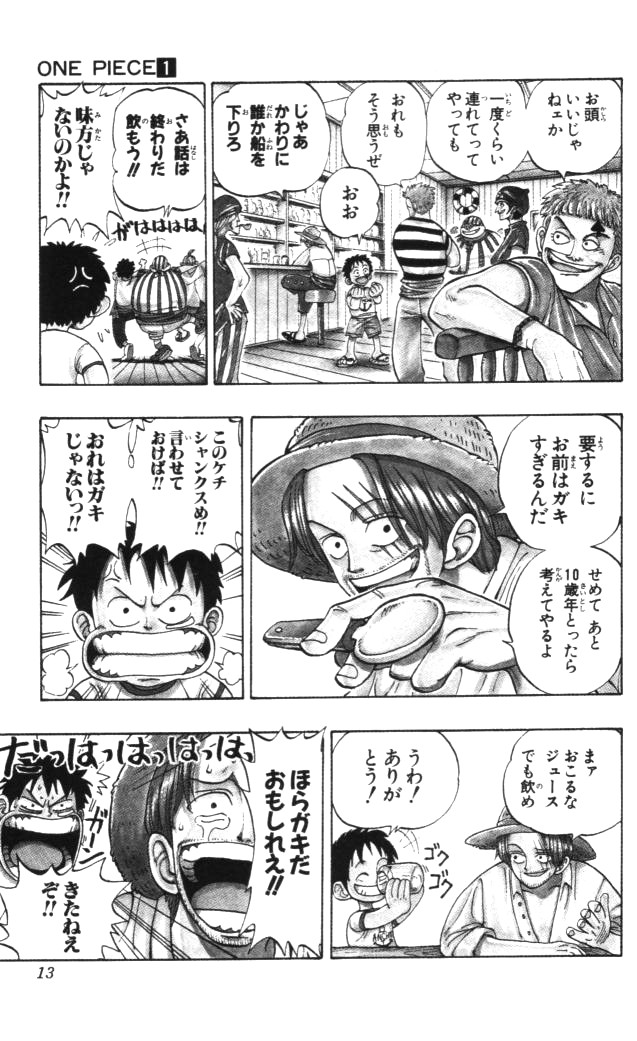 ONE PIECE 1
お頭
いいじゃ
ねェか
一度くらい
連れてって
やっても
おれも
そう思うぜ
おお
じゃあ
かわりに
誰か船を
下りろ
さあ話は
終わりだ
飲もう!!
がはははは
味方じゃ
ないのかよ!!
要するに
お前はガキ
すぎるんだ
せめて あと
10歳年とったら
考えてやるよ
このケチ
シャンクスめ!!
言わせて
おけば!!
おれはガキ
じゃないっ!!
まァ
おこるな
ジュース
でも飲め
うわ!
ありが
とう!
ゴクゴク
ほらガキだ
おもしれえ!!
だっはっはっはっはっ
ガーン
きたねえ
ぞ!!
13